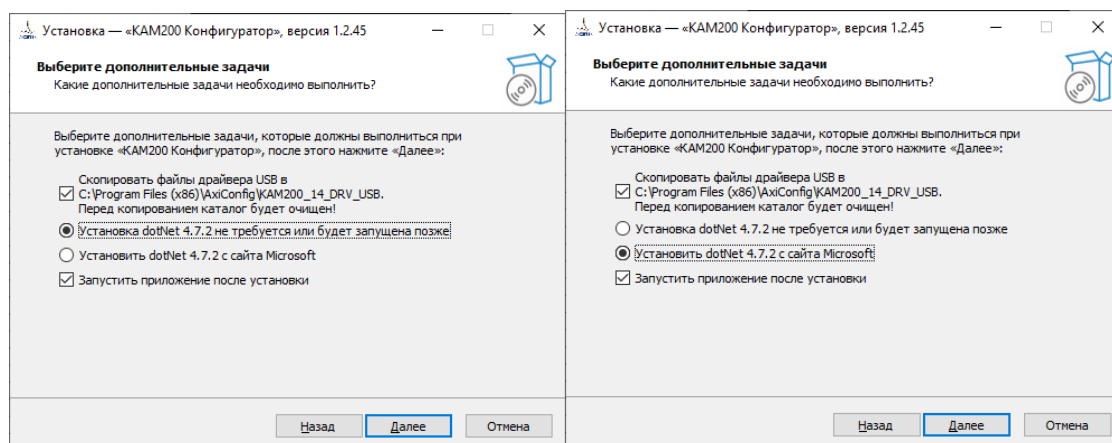 Установка — «КАМ200 Конфигуратор», версия 1.2.45
Выберите дополнительные задачи
Какие дополнительные задачи необходимо выполнить?
Выберите дополнительные задачи, которые должны выполниться при
установке «КАМ200 Конфигуратор», после этого нажмите «Далее»:
Скопировать файлы драйвера USB в
C:\Program Files (x86)\AxiConfig\KAM200_14_DRV_USB.
Перед копированием каталог будет очищен!
Установка dotNet 4.7.2 не требуется или будет запущена позже
Установить dotNet 4.7.2 с сайта Microsoft
Запустить приложение после установки
Назад
Далее
Отмена
Установка — «КАМ200 Конфигуратор», версия 1.2.45
Выберите дополнительные задачи
Какие дополнительные задачи необходимо выполнить?
Выберите дополнительные задачи, которые должны выполниться при
установке «КАМ200 Конфигуратор», после этого нажмите «Далее»:
Скопировать файлы драйвера USB в
C:\Program Files (x86)\AxiConfig\KAM200_14_DRV_USB.
Перед копированием каталог будет очищен!
Установка dotNet 4.7.2 не требуется или будет запущена позже
Установить dotNet 4.7.2 с сайта Microsoft
Запустить приложение после установки
Назад
Далее
Отмена